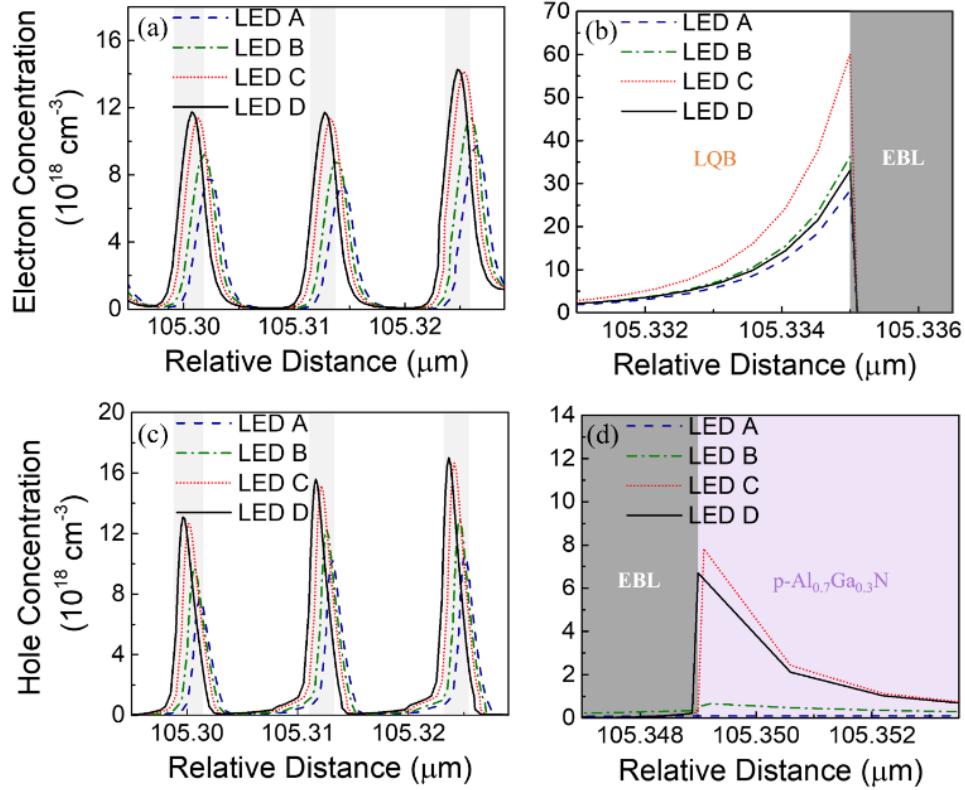 (a)
LED A
LED B
LED C
LED D
16
12
8
4
0
105.30 105.31 105.32
Relative Distance (μm)
Electron Concentration
(10¹⁸ cm⁻³)
(b)
LED A
LED B
LED C
LED D
LQB
EBL
70
60
50
40
30
20
10
0
105.332 105.334 105.336
Relative Distance (μm)
(c)
LED A
LED B
LED C
LED D
20
16
12
8
4
0
105.30 105.31 105.32
Relative Distance (μm)
Hole Concentration
(10¹⁸ cm⁻³)
(d)
LED A
LED B
LED C
LED D
EBL
p-Al₀.₇Ga₀.₃N
14
12
10
8
6
4
2
0
105.348 105.350 105.352
Relative Distance (μm)